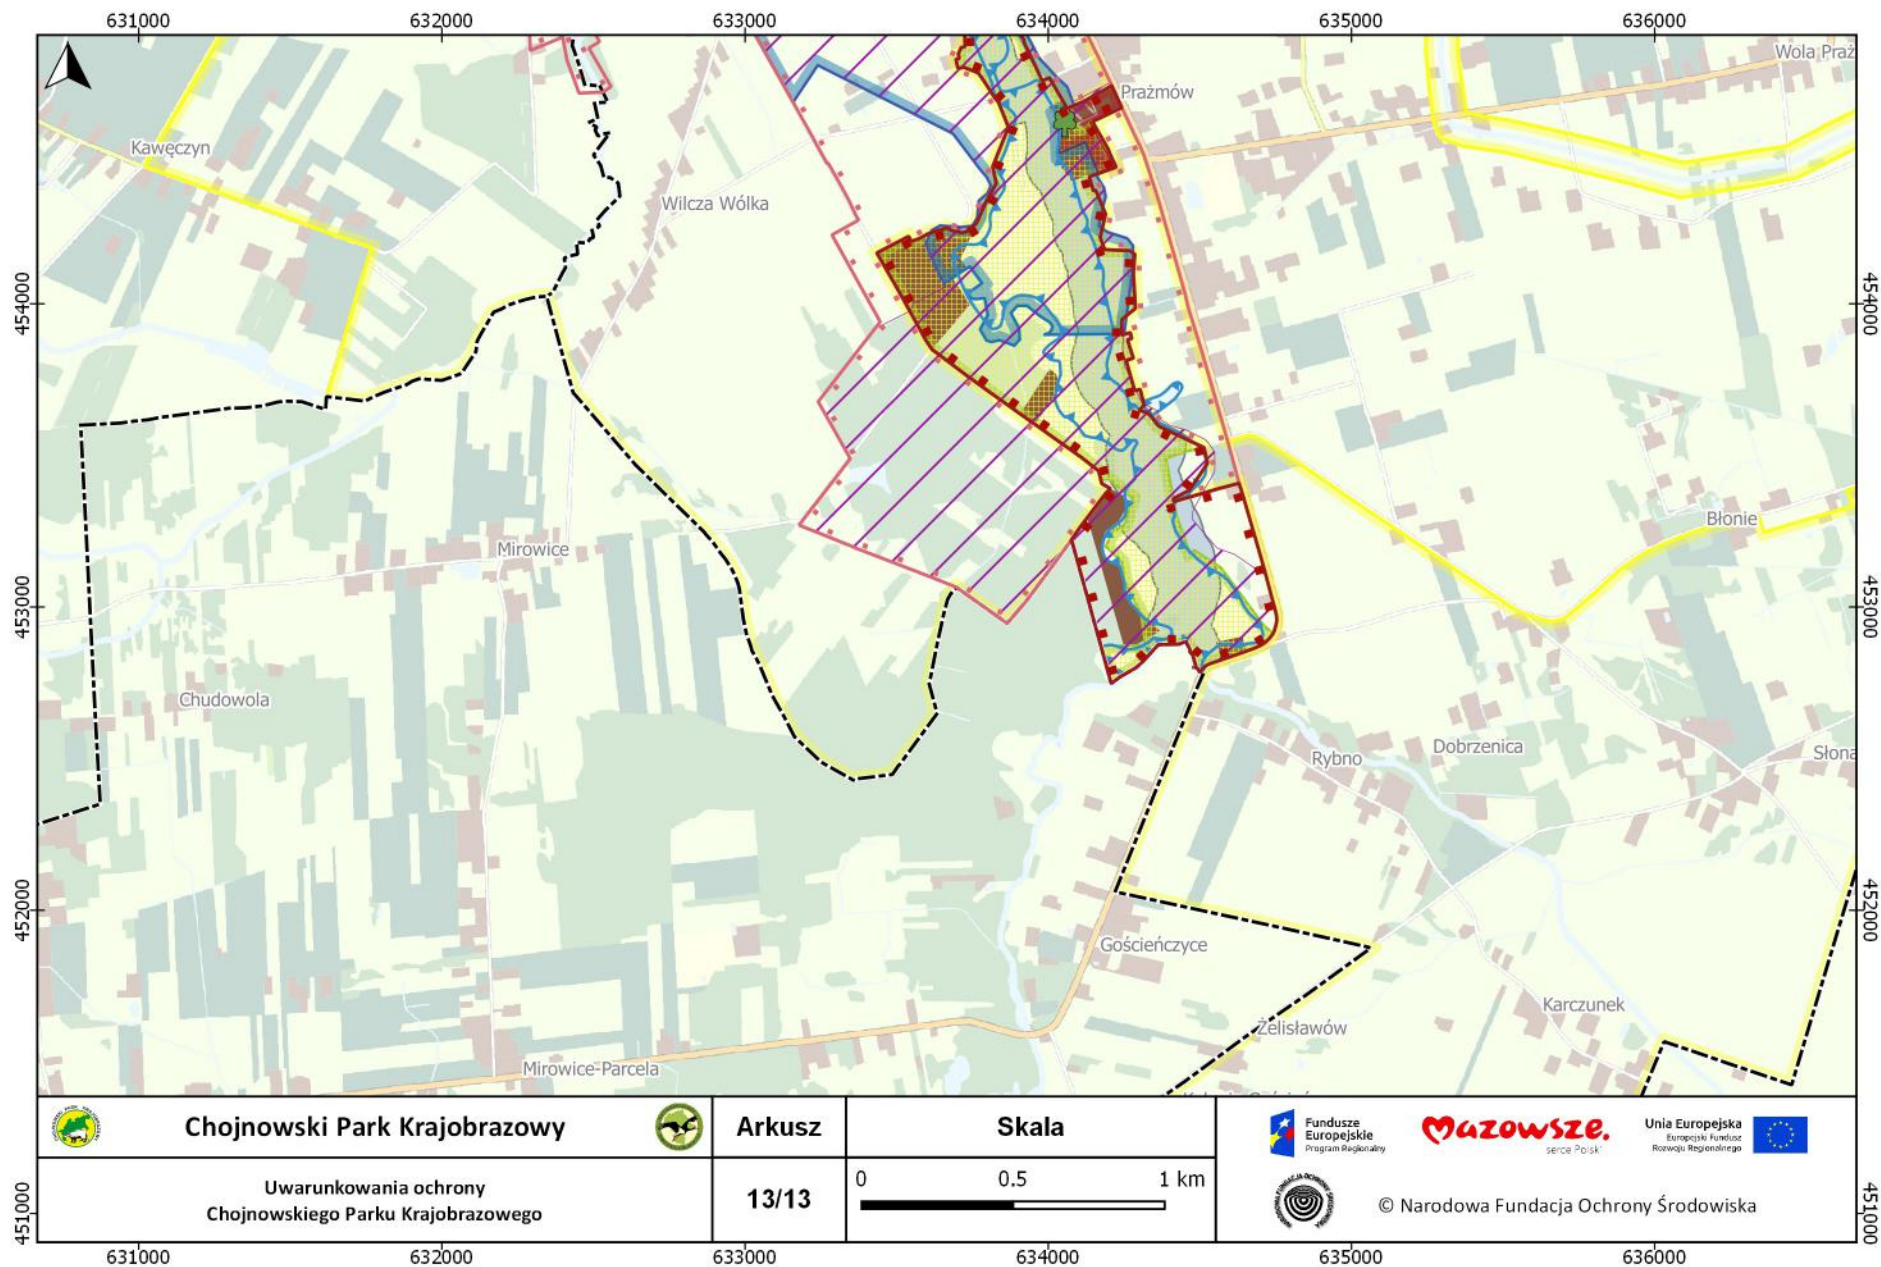 631000 632000 633000 634000 635000 636000
Wola Praż
Prażmów
Kawęczyn
Wilcza Wólka
454000 454000
Błonie
Mirowice
453000 453000
Chudowola
Dobrzenica
Rybno
Słona
452000 452000
Gościeńczyce
Karczunek
Żelisławów
Mirowice-Parcela
Chojnowski Park Krajobrazowy
Arkusz
Skala
Fundusze
Europejskie
Program Regionalny
Mazowsze.
serce Polski
Unia Europejska
Europejski Fundusz
Rozwoju Regionalnego
Uwarunkowania ochrony
Chojnowskiego Parku Krajobrazowego
13/13
0 0.5 1 km
© Narodowa Fundacja Ochrony Środowiska
451000 451000
631000 632000 633000 634000 635000 636000